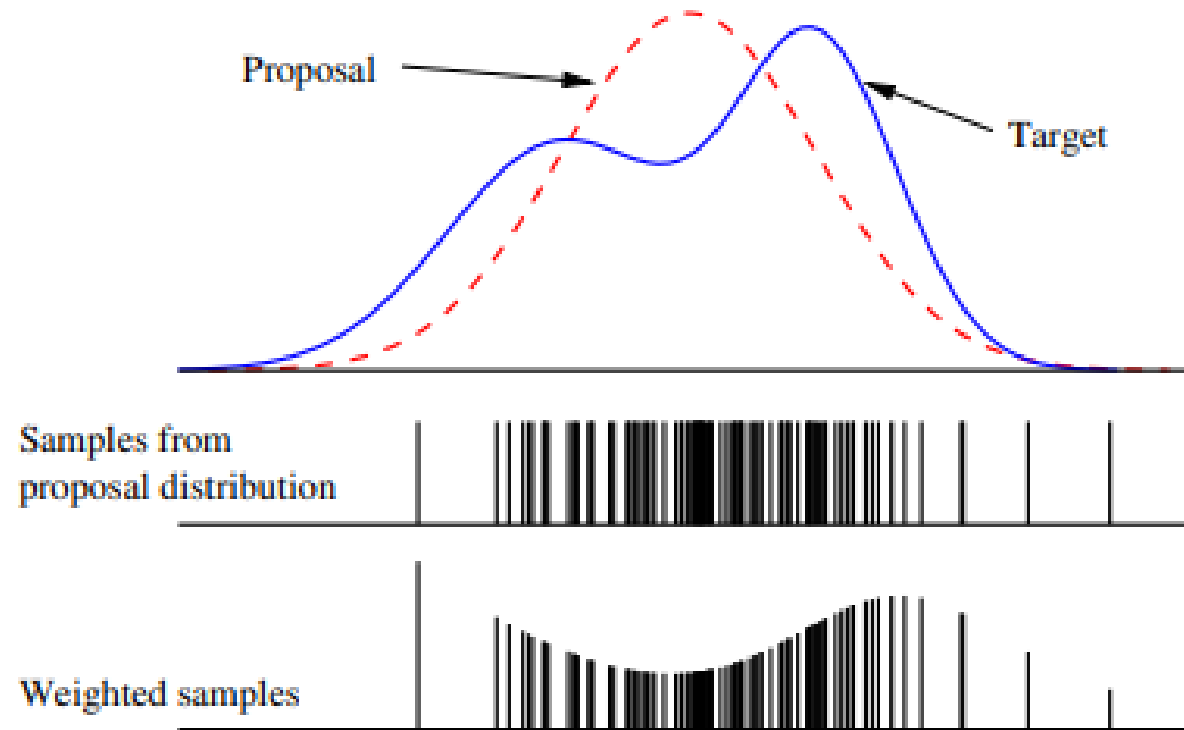 Proposal
Target
Samples from
proposal distribution
Weighted samples